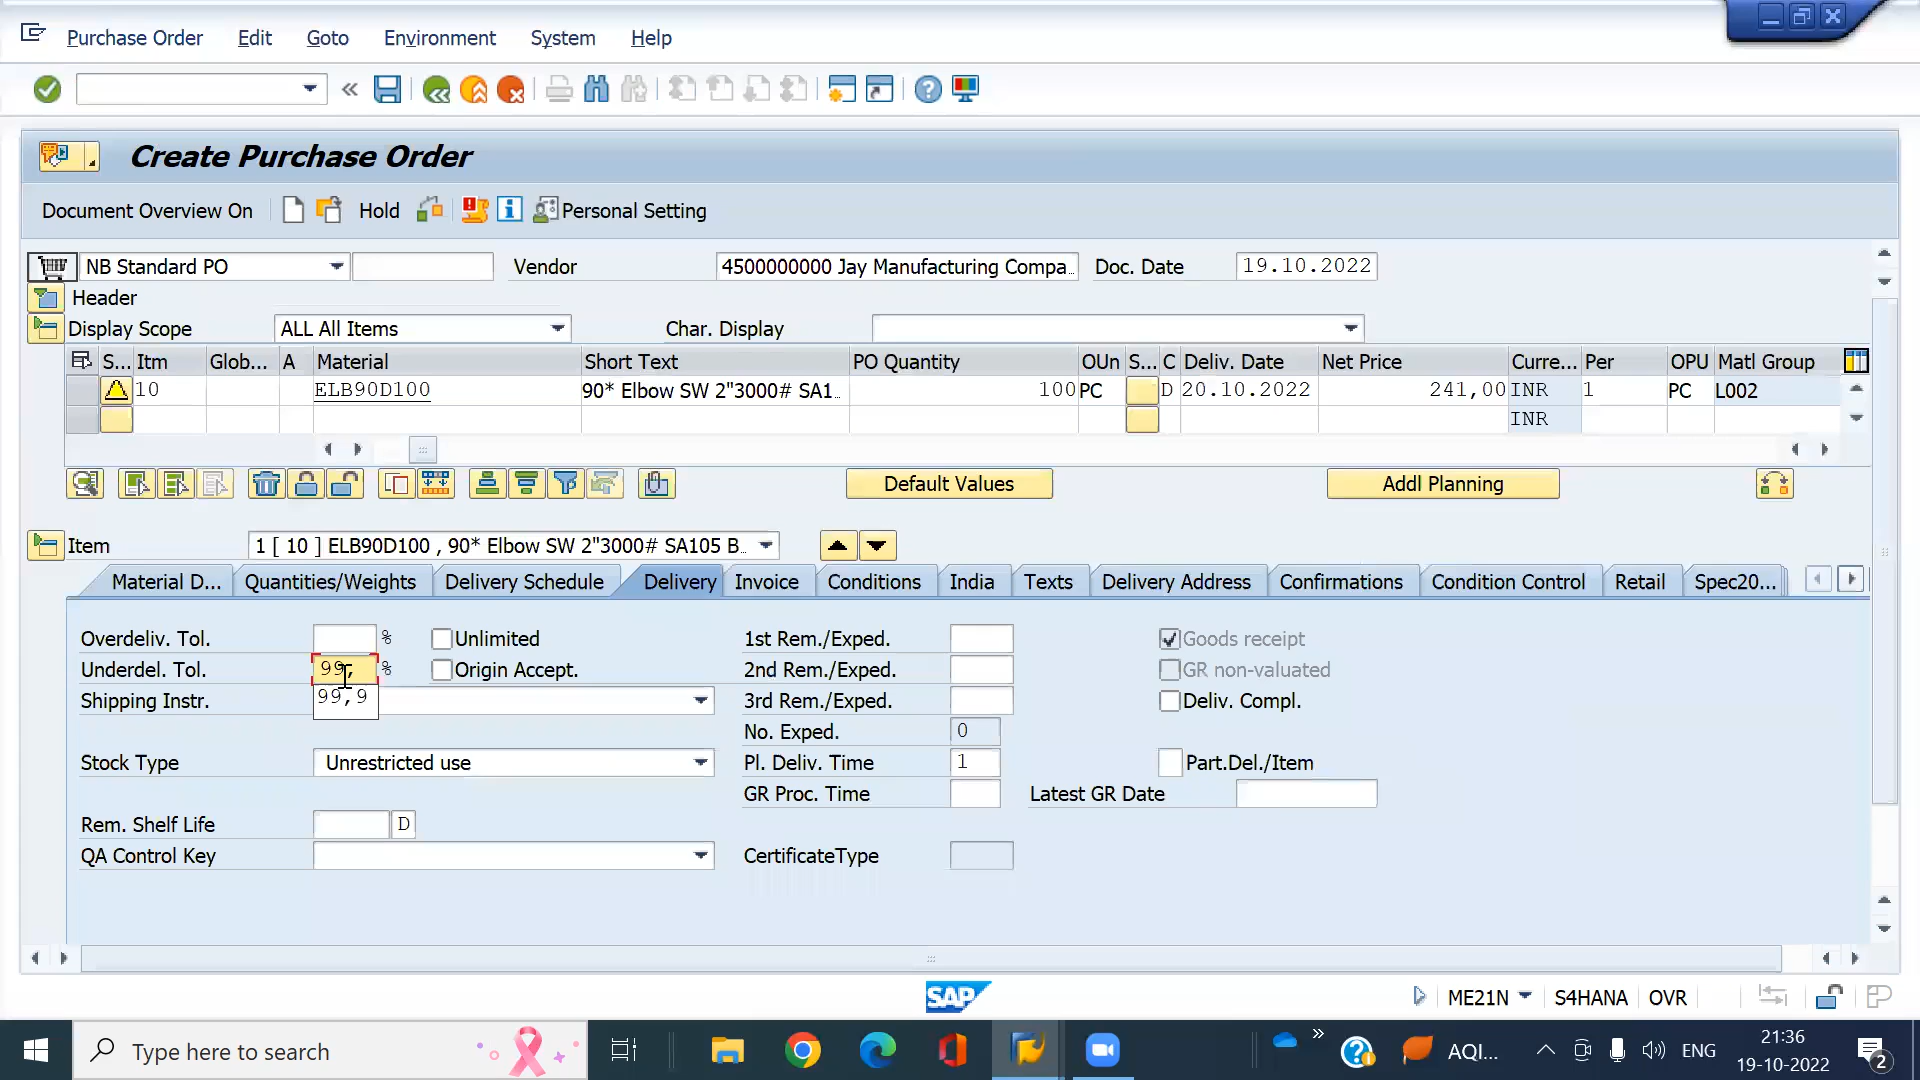 Purchase Order Edit Goto Environment System Help
Create Purchase Order
Document Overview On Hold Personal Setting
NB Standard PO Vendor 4500000000 Jay Manufacturing Compa.. Doc. Date 19.10.2022
Header
Display Scope ALL All Items Char. Display
S... Itm Glob... A Material Short Text PO Quantity OUn S... C Deliv. Date Net Price Curre... Per OPU Matl Group
10 ELB90D100 90* Elbow SW 2"3000# SA1.. 100 PC D 20.10.2022 241,00 INR 1 PC L002
INR
Default Values Addl Planning
Item 1 [ 10 ] ELB90D100 , 90* Elbow SW 2"3000# SA105 B..
Material D... Quantities/Weights Delivery Schedule Delivery Invoice Conditions India Texts Delivery Address Confirmations Condition Control Retail Spec20...
Overdeliv. Tol. % Unlimited 1st Rem./Exped. Goods receipt
Underdel. Tol. 99, % Origin Accept. 2nd Rem./Exped. GR non-valuated
Shipping Instr. 99,9 3rd Rem./Exped. Deliv. Compl.
No. Exped. 0
Stock Type Unrestricted use Pl. Deliv. Time 1 Part.Del./Item
GR Proc. Time Latest GR Date
Rem. Shelf Life D
QA Control Key CertificateType
SAP ME21N S4HANA OVR
Type here to search AQI... ENG 21:36
19-10-2022 2